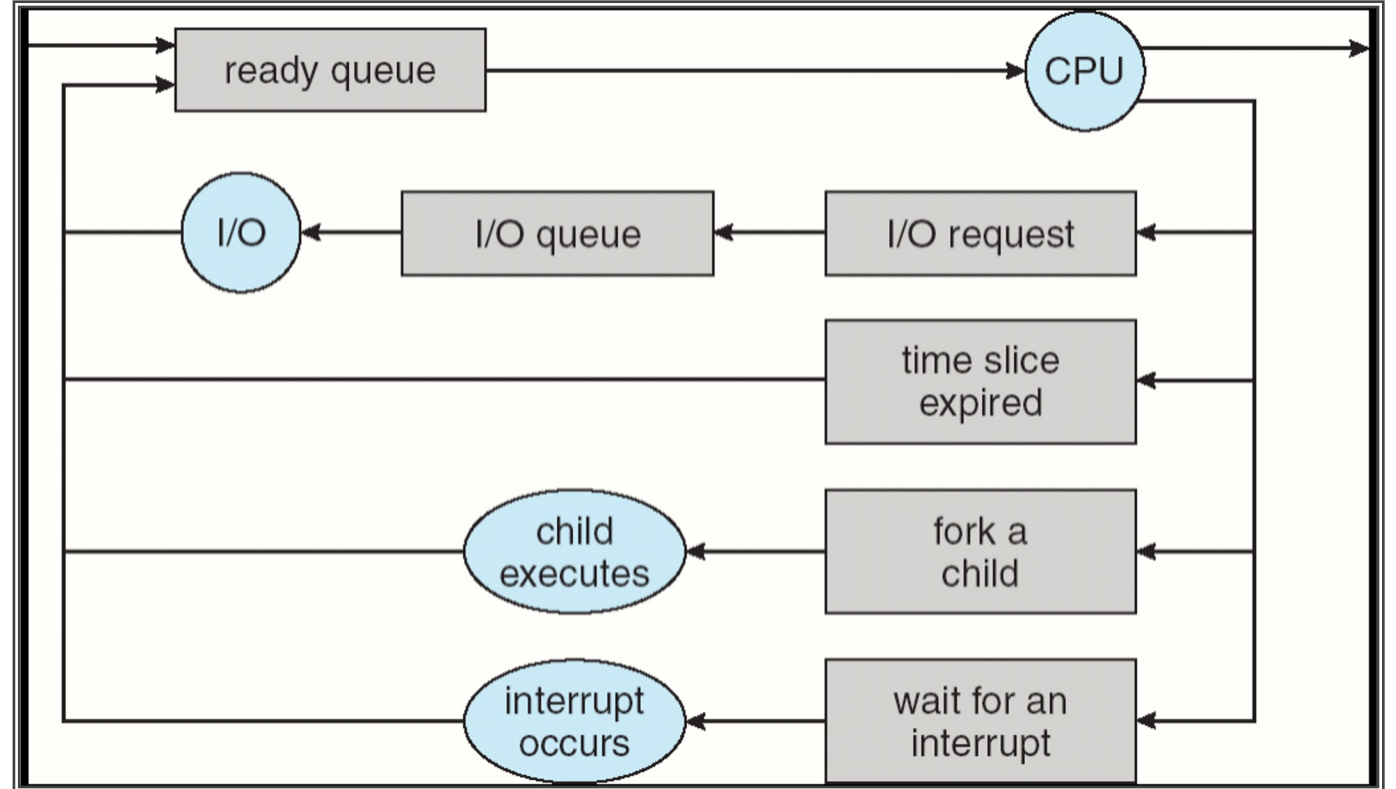 ready queue
CPU
I/O
I/O queue
I/O request
time slice
expired
child
executes
fork a
child
interrupt
occurs
wait for an
interrupt